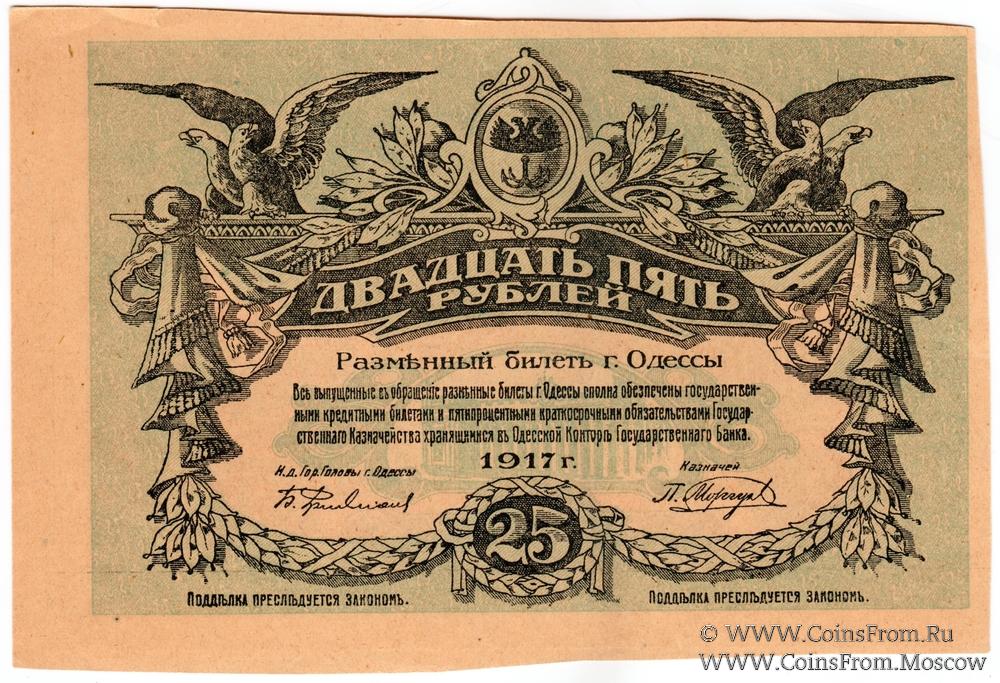 ДВАДЦАТЬ ПЯТЬ
РУБЛЕЙ
Размѣнный билетъ г. Одессы
Всѣ выпущенные въ обращеніе размѣнные билеты г. Одессы сполна обезпечены государствен-
ными кредитными билетами и пятипроцентными краткосрочными обязательствами Государ-
ственнаго Казначейства хранящимися въ Одесской Конторѣ Государственнаго Банка.
1917 г.
И.д. Гор. Головы г. Одессы
Казначей
25
Поддѣлка преслѣдуется закономъ.
Поддѣлка преслѣдуется закономъ.
© WWW.CoinsFrom.Ru
WWW.CoinsFrom.Moscow